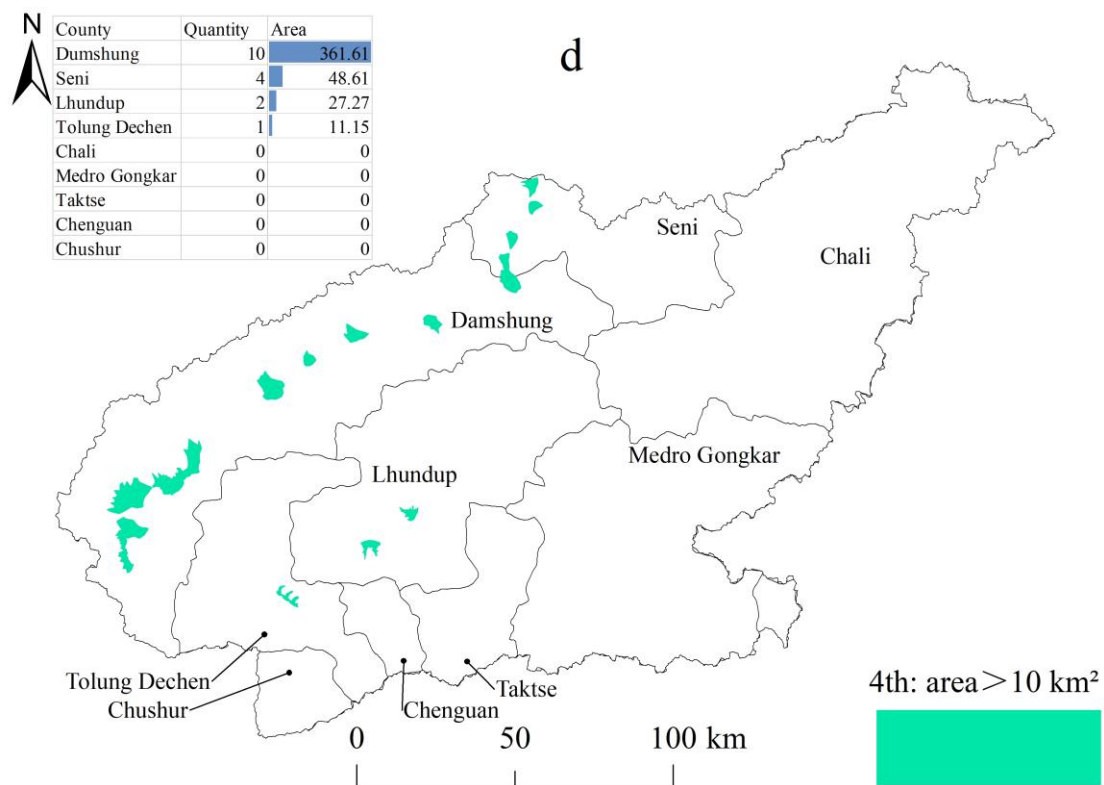 N
County Quantity Area
Dumshung 10 361.61
Seni 4 48.61
Lhundup 2 27.27
Tolung Dechen 1 11.15
Chali 0 0
Medro Gongkar 0 0
Taktse 0 0
Chenguan 0 0
Chushur 0 0
d
Seni
Chali
Damshung
Medro Gongkar
Lhundup
Tolung Dechen
Chushur
Chenguan
Taktse
4th: area＞10 km²
0 50 100 km